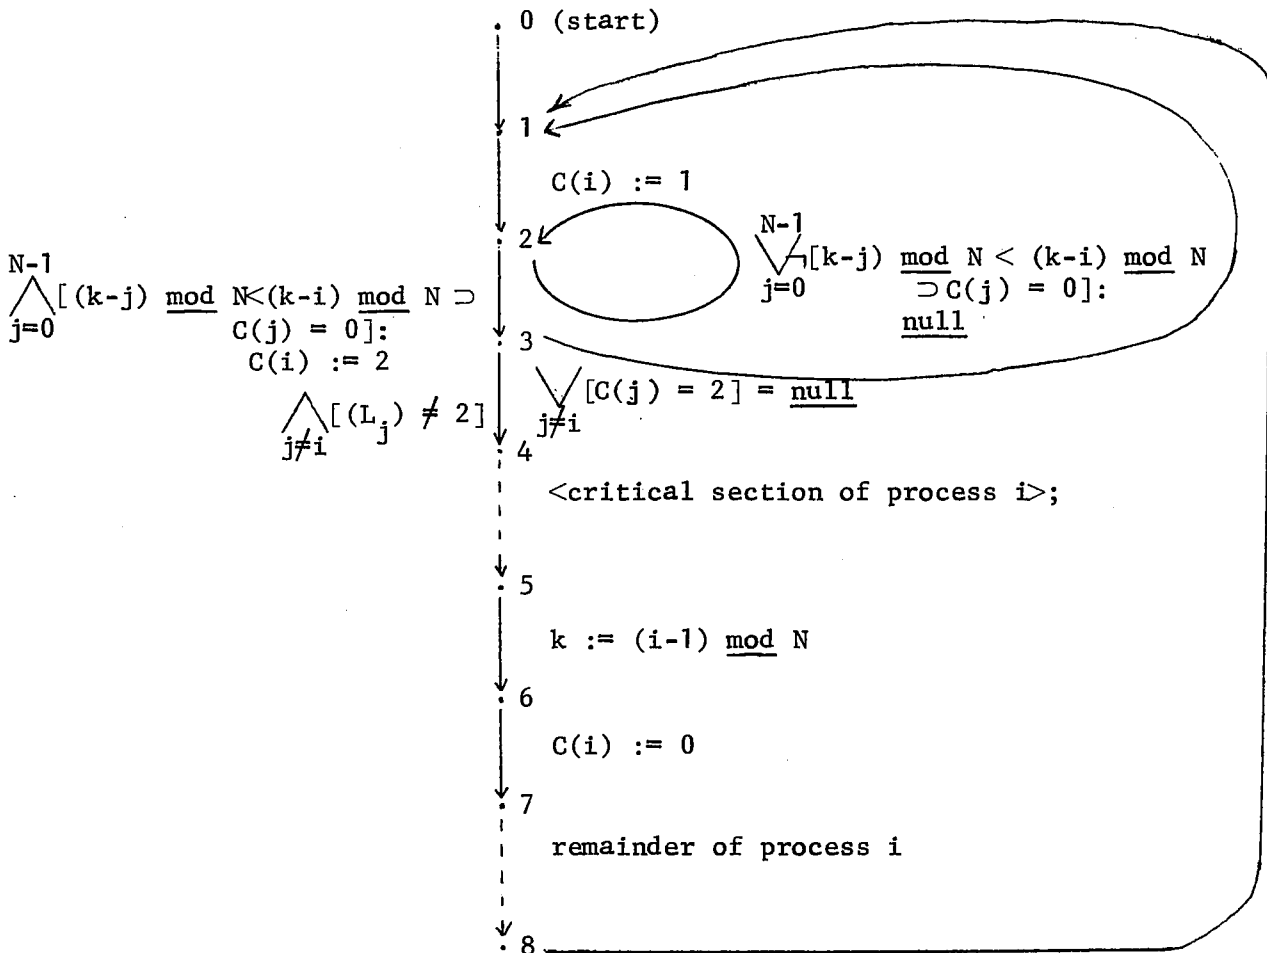 0 (start)
1
C(i) := 1
2
N-1
⋁ ¬[k-j) mod N < (k-i) mod N
j=0
⊃ C(j) = 0]:
null
N-1
⋀ [(k-j) mod N<(k-i) mod N ⊃
j=0
C(j) = 0]:
C(i) := 2
3
⋀ [(L_j) ≠ 2]
j≠i
⋁ [C(j) = 2] = null
j≠i
4
<critical section of process i>;
5
k := (i-1) mod N
6
C(i) := 0
7
remainder of process i
8